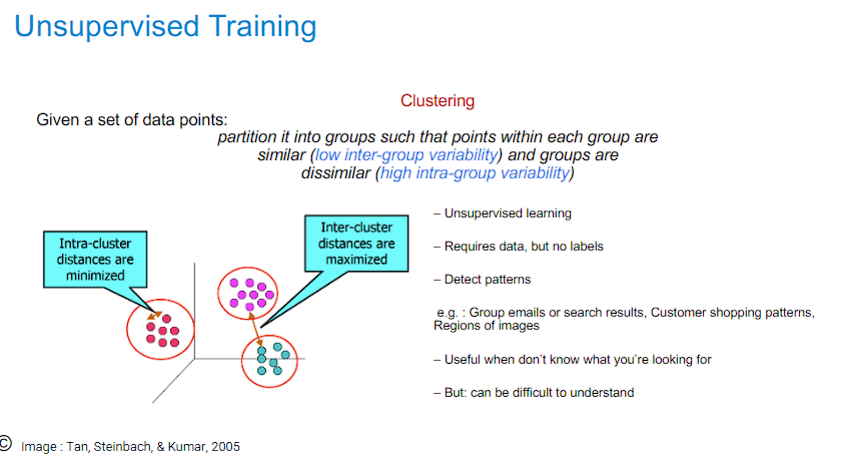 Unsupervised Training
Clustering
Given a set of data points:
partition it into groups such that points within each group are
similar (low inter-group variability) and groups are
dissimilar (high intra-group variability)
Intra-cluster
distances are
minimized
Inter-cluster
distances are
maximized
– Unsupervised learning
– Requires data, but no labels
– Detect patterns
e.g. : Group emails or search results, Customer shopping patterns,
Regions of images
– Useful when don’t know what you’re looking for
– But: can be difficult to understand
© Image : Tan, Steinbach, & Kumar, 2005